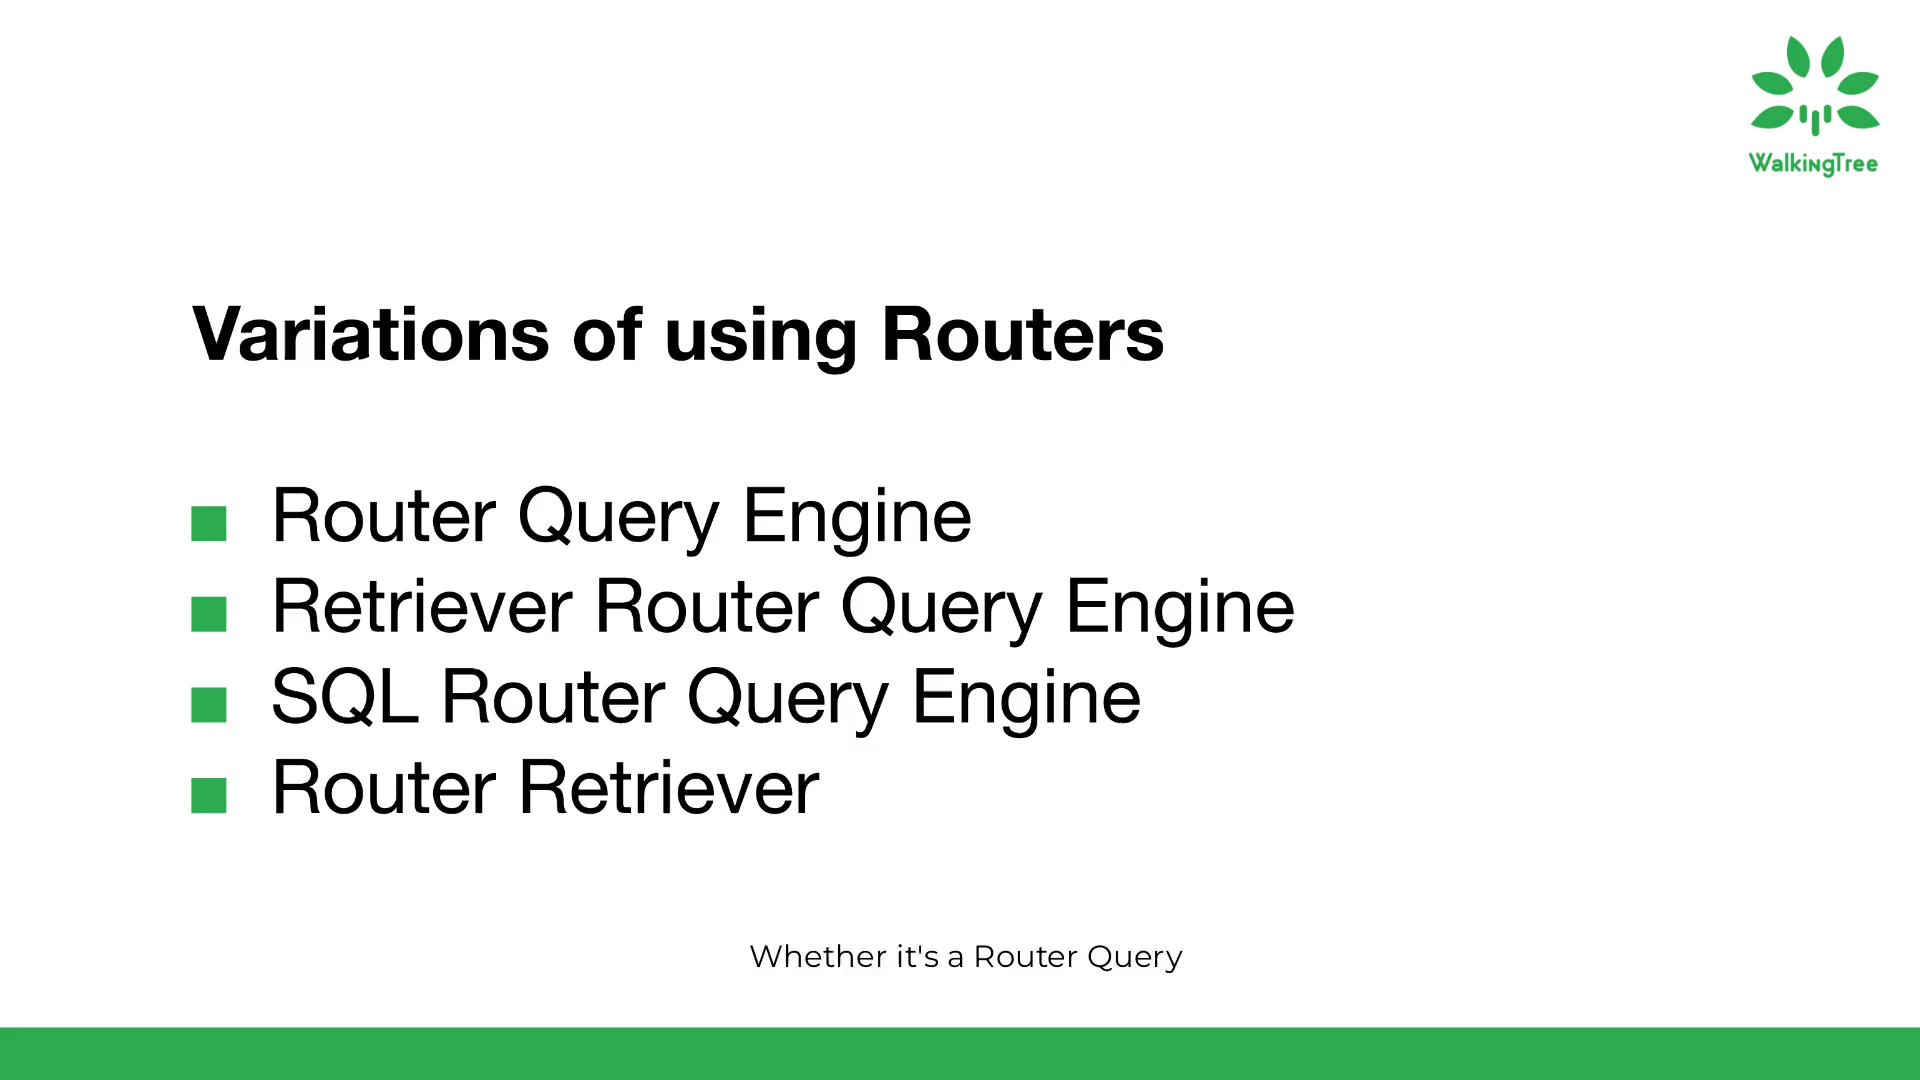 WalkingTree
Variations of using Routers
Router Query Engine
Retriever Router Query Engine
SQL Router Query Engine
Router Retriever
Whether it's a Router Query